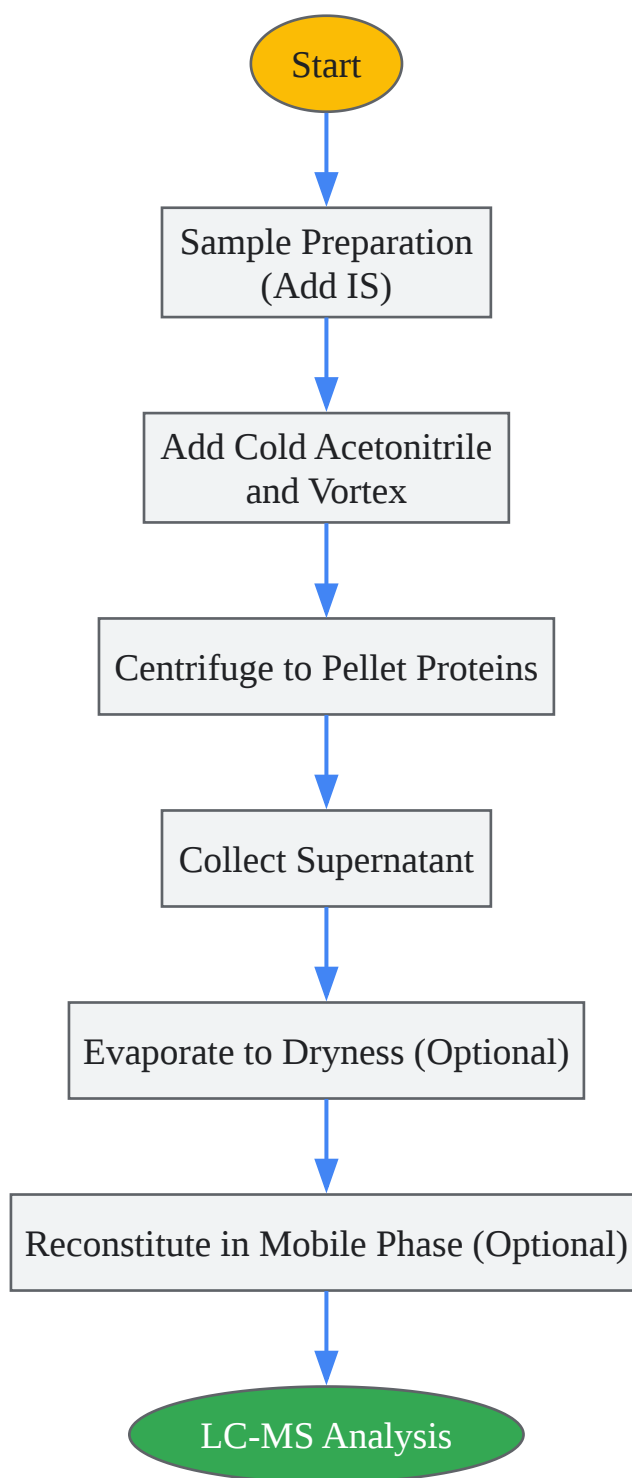 Start
Sample Preparation
(Add IS)
Add Cold Acetonitrile
and Vortex
Centrifuge to Pellet Proteins
Collect Supernatant
Evaporate to Dryness (Optional)
Reconstitute in Mobile Phase (Optional)
LC-MS Analysis